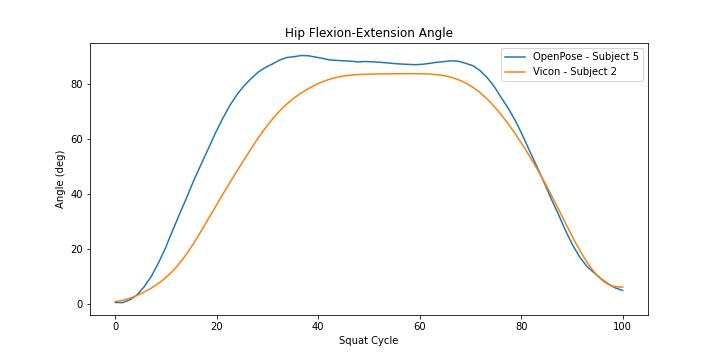 Hip Flexion-Extension Angle
OpenPose - Subject 5
Vicon - Subject 2
Angle (deg)
80
60
40
20
0
0 20 40 60 80 100
Squat Cycle